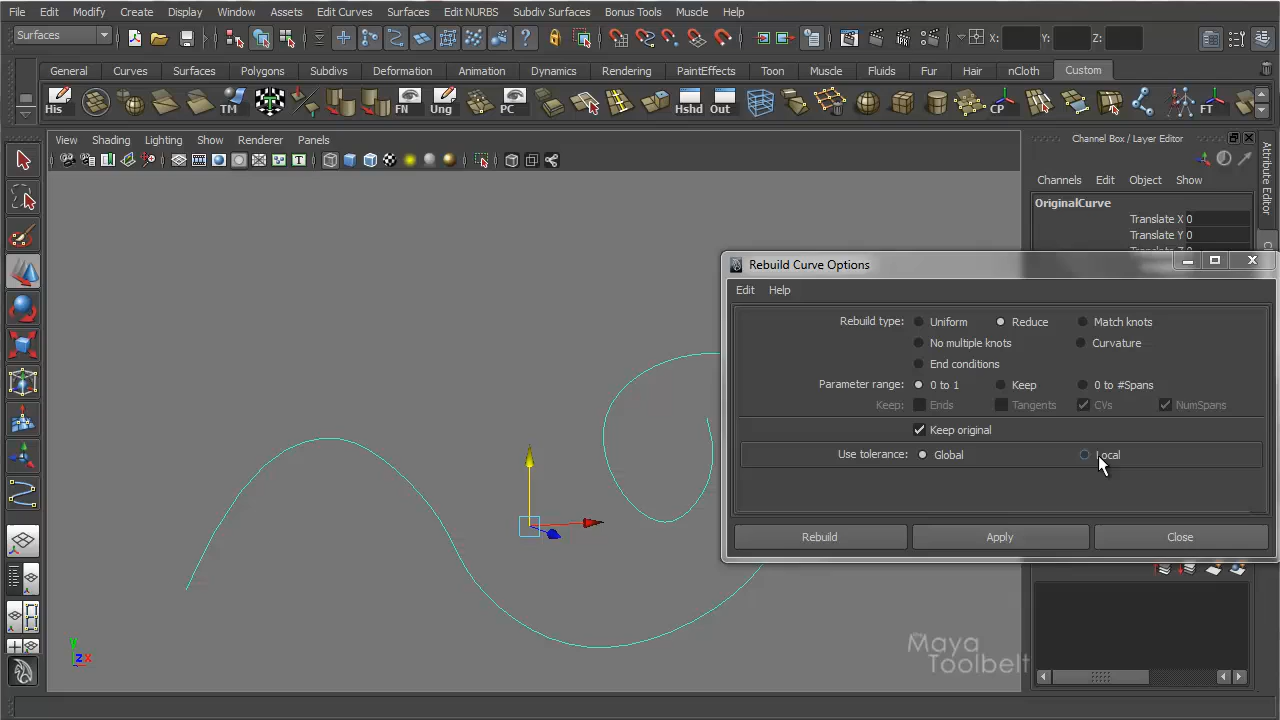 File Edit Modify Create Display Window Assets Edit Curves Surfaces Edit NURBS Subdiv Surfaces Bonus Tools Muscle Help
Surfaces X: Y: Z:
General Curves Surfaces Polygons Subdivs Deformation Animation Dynamics Rendering PaintEffects Toon Muscle Fluids Fur Hair nCloth Custom
His TM FN Ung PC Hshd Out CP FT
View Shading Lighting Show Renderer Panels
Channel Box / Layer Editor
Channels Edit Object Show
Attribute Editor
OriginalCurve
Translate X 0
Translate Y 0
Rebuild Curve Options
Edit Help
Rebuild type: Uniform Reduce Match knots
No multiple knots Curvature
End conditions
Parameter range: 0 to 1 Keep 0 to #Spans
Keep: Ends Tangents CVs NumSpans
Keep original
Use tolerance: Global Local
Rebuild Apply Close
y
z x
Maya
Toolbelt